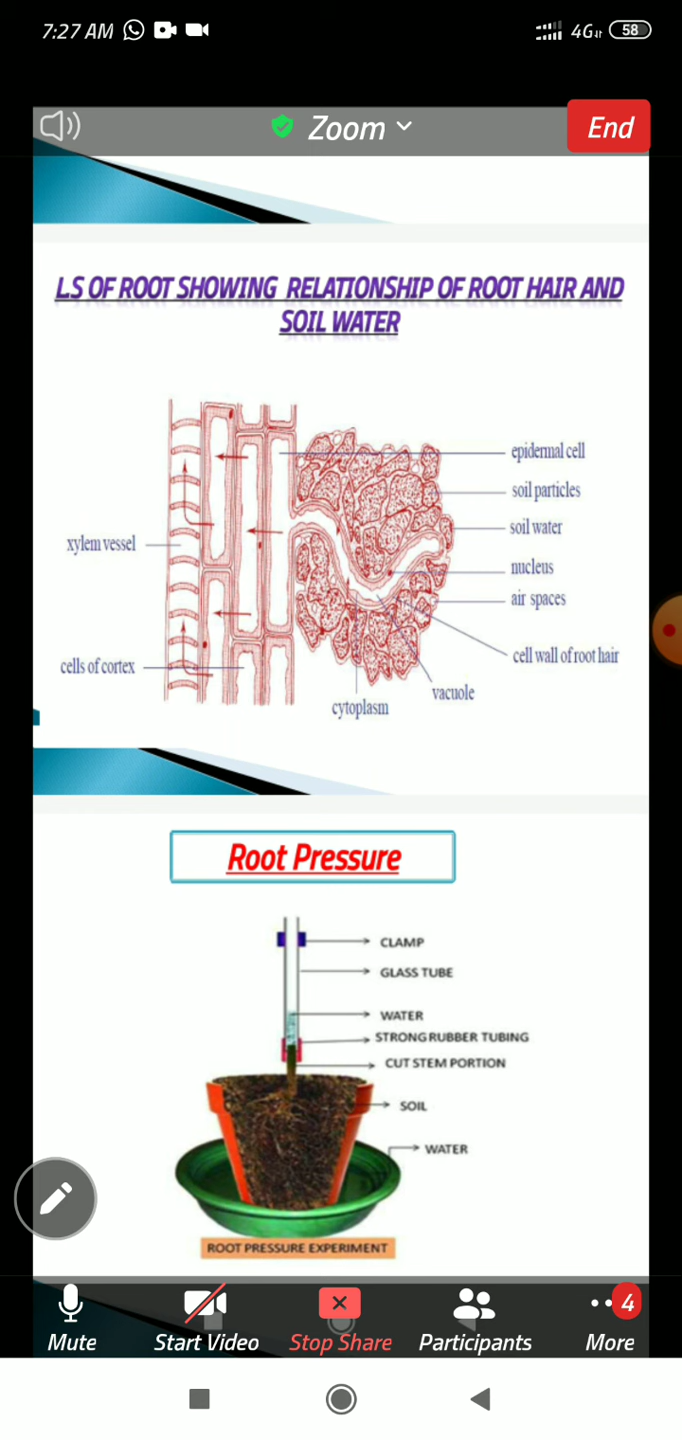 7:27 AM
4G 58
Zoom
End
L.S OF ROOT SHOWING RELATIONSHIP OF ROOT HAIR AND
SOIL WATER
epidermal cell
soil particles
soil water
xylem vessel
nucleus
air spaces
cell wall of root hair
cells of cortex
vacuole
cytoplasm
Root Pressure
CLAMP
GLASS TUBE
WATER
STRONG RUBBER TUBING
CUT STEM PORTION
SOIL
WATER
ROOT PRESSURE EXPERIMENT
4
Mute Start Video Stop Share Participants More